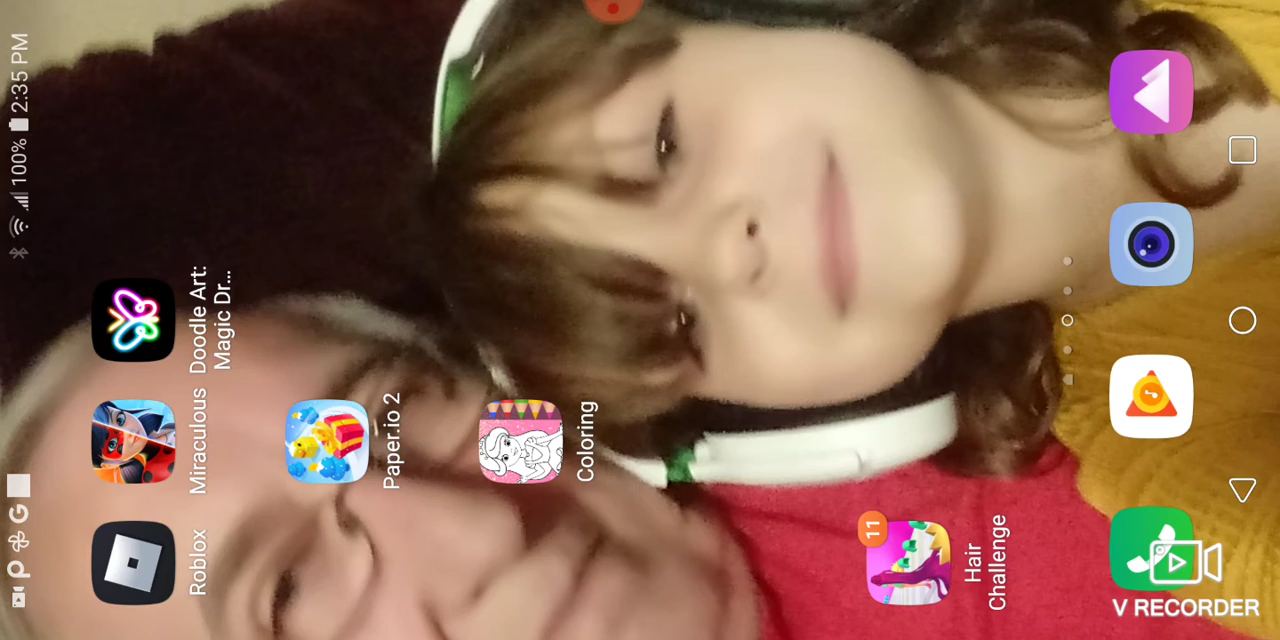 100% 2:35 PM
Roblox
Miraculous
Doodle Art:
Magic Dr...
Paper.io 2
Coloring
11
Hair
Challenge
V RECORDER